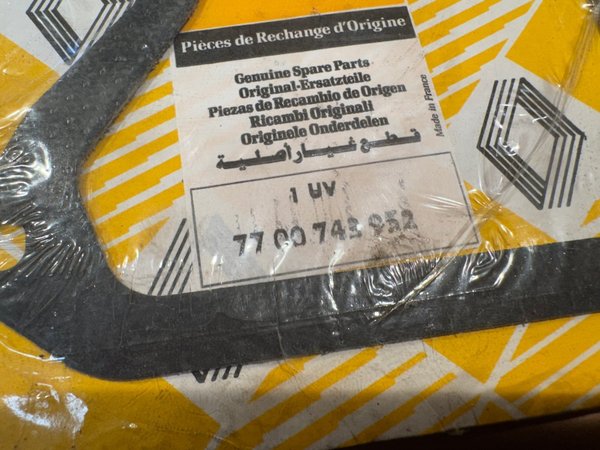 Pièces de Rechange d'Origine
Genuine Spare Parts
Original-Ersatzteile
Piezas de Recambio de Origen
Ricambi Originali
Originele Onderdelen
قطع غيار أصلية
Made in France
1 UV
77 00 743 952